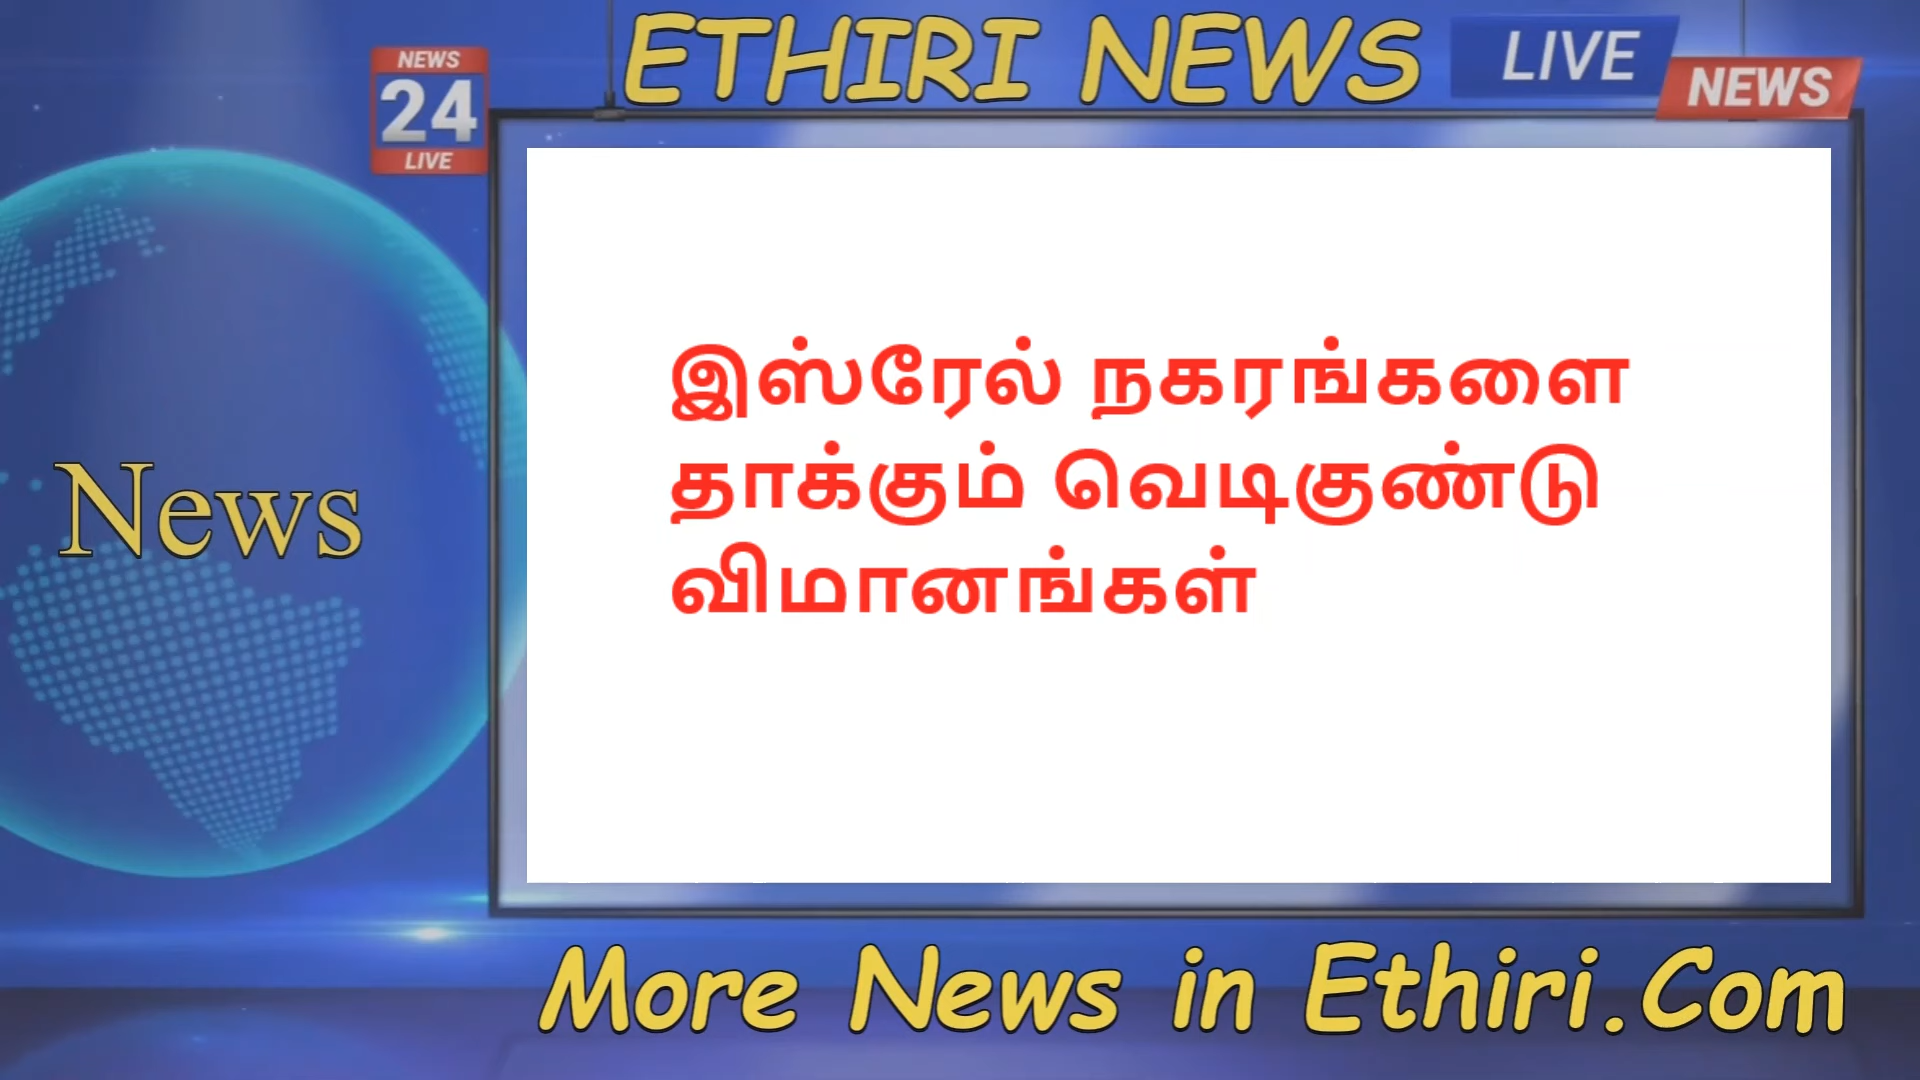 ETHIRI NEWS
LIVE
NEWS
NEWS
24
LIVE
இஸ்ரேல் நகரங்களை
தாக்கும் வெடிகுண்டு
விமானங்கள்
News
More News in Ethiri.Com